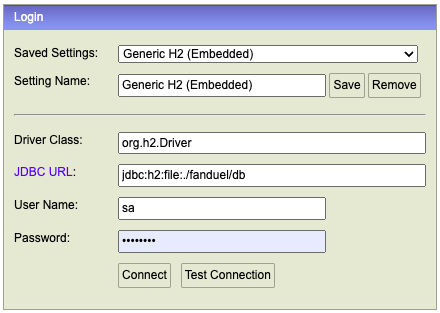 Login
Saved Settings: Generic H2 (Embedded)
Setting Name: Generic H2 (Embedded) Save Remove
Driver Class: org.h2.Driver
JDBC URL: jdbc:h2:file:./fanduel/db
User Name: sa
Password: ••••••••
Connect Test Connection